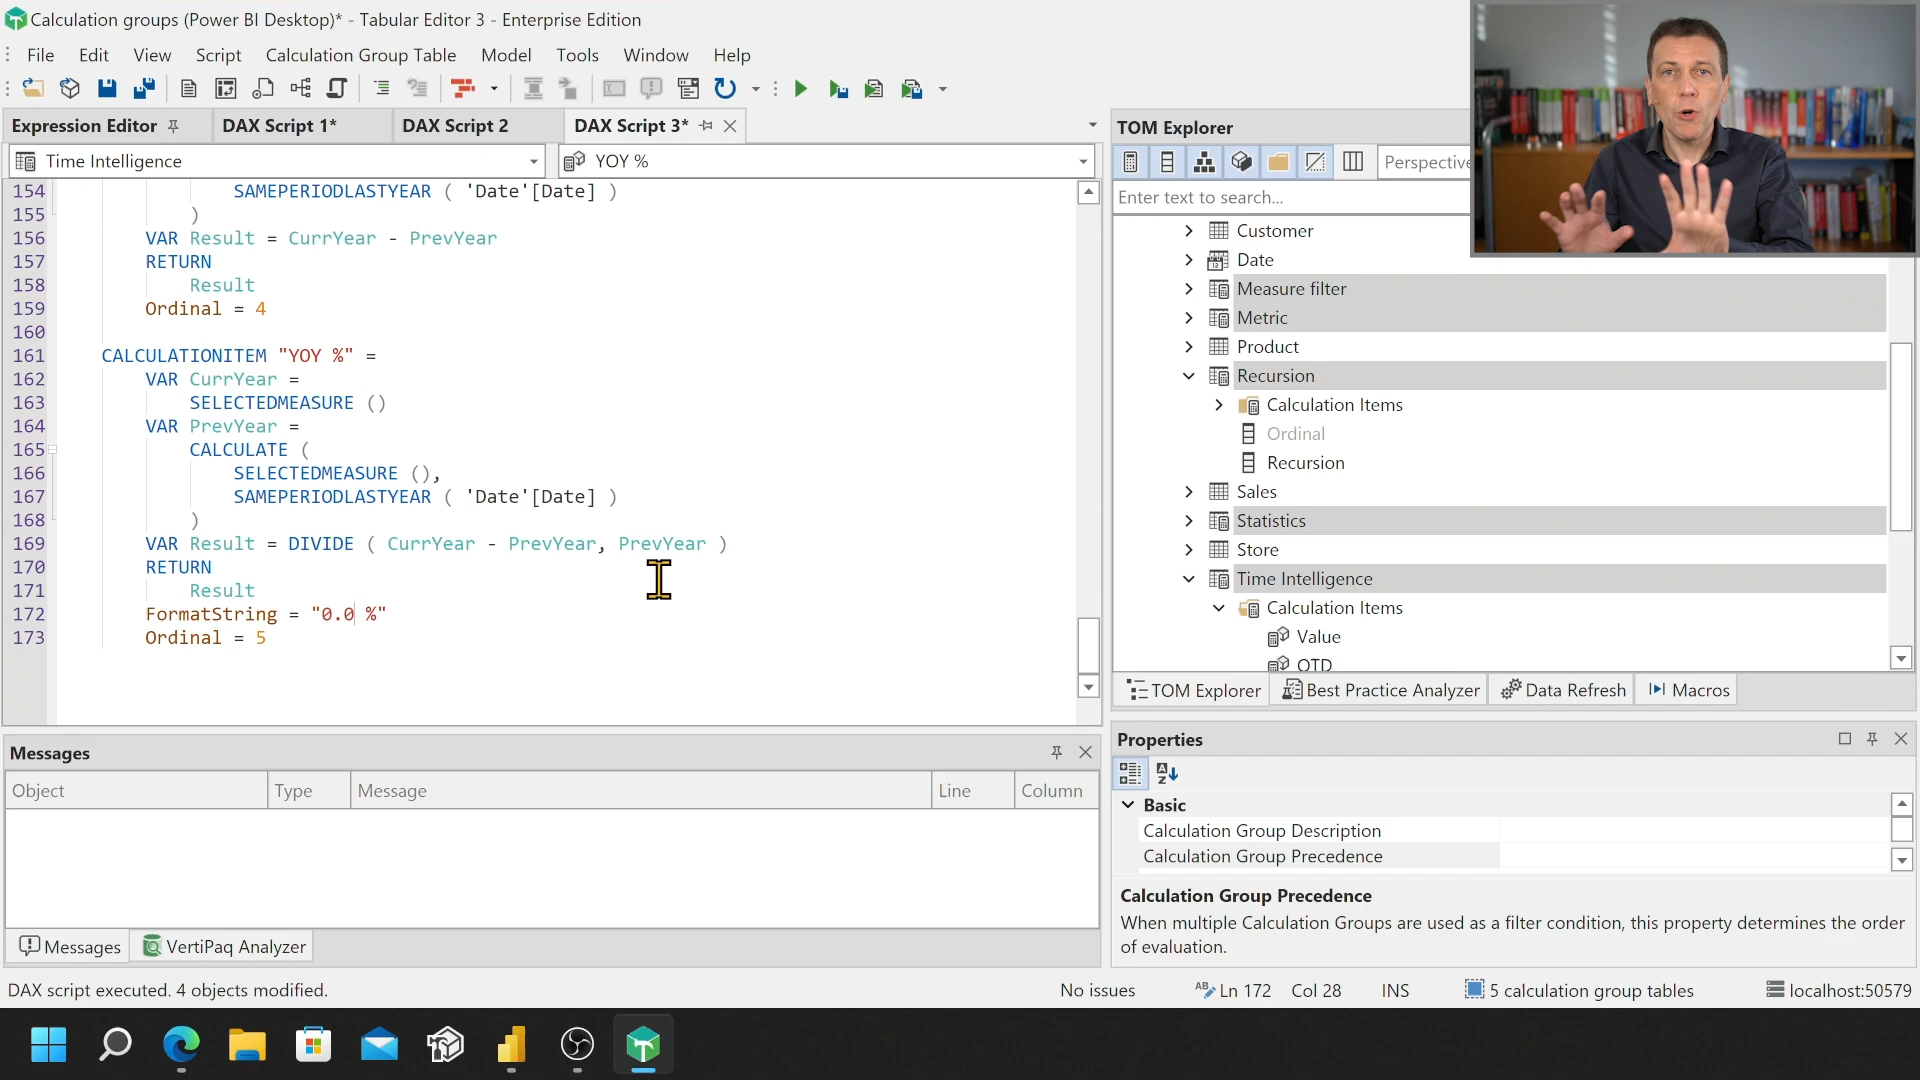 Calculation groups (Power BI Desktop)* - Tabular Editor 3 - Enterprise Edition
File Edit View Script Calculation Group Table Model Tools Window Help
Expression Editor DAX Script 1* DAX Script 2 DAX Script 3*
Time Intelligence YOY %
154 SAMEPERIODLASTYEAR ( 'Date'[Date] )
155 )
156 VAR Result = CurrYear - PrevYear
157 RETURN
158 Result
159 Ordinal = 4
160
161 CALCULATIONITEM "YOY %" =
162 VAR CurrYear =
163 SELECTEDMEASURE ()
164 VAR PrevYear =
165 CALCULATE (
166 SELECTEDMEASURE (),
167 SAMEPERIODLASTYEAR ( 'Date'[Date] )
168 )
169 VAR Result = DIVIDE ( CurrYear - PrevYear, PrevYear )
170 RETURN
171 Result
172 FormatString = "0.0 %"
173 Ordinal = 5
Messages
Object Type Message Line Column
Messages VertiPaq Analyzer
TOM Explorer
Perspective
Enter text to search...
Customer
Date
Measure filter
Metric
Product
Recursion
Calculation Items
Ordinal
Recursion
Sales
Statistics
Store
Time Intelligence
Calculation Items
Value
QTD
TOM Explorer Best Practice Analyzer Data Refresh Macros
Properties
Basic
Calculation Group Description
Calculation Group Precedence
Calculation Group Precedence
When multiple Calculation Groups are used as a filter condition, this property determines the order
of evaluation.
DAX script executed. 4 objects modified. No issues Ln 172 Col 28 INS 5 calculation group tables localhost:50579